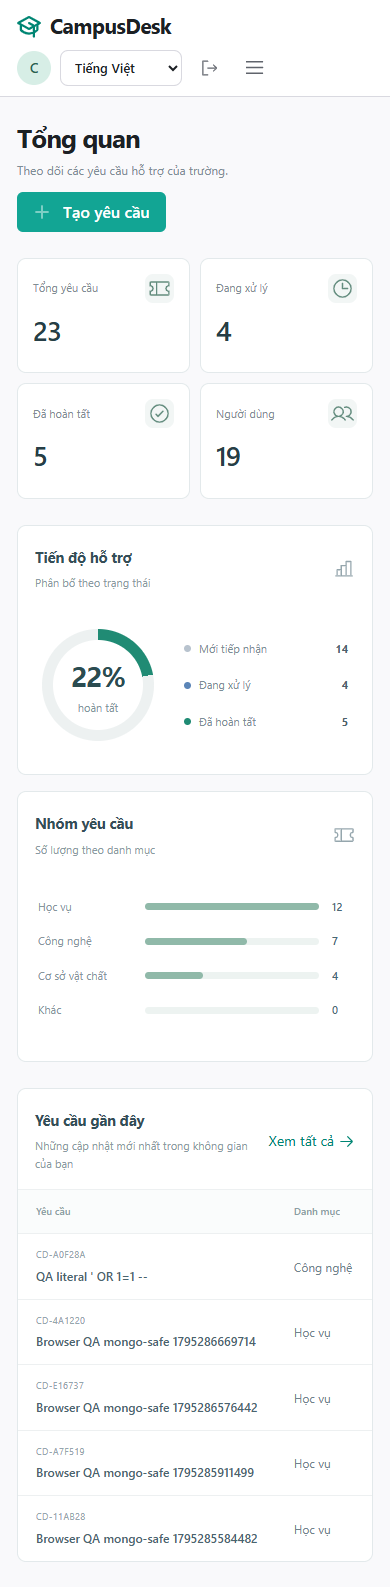 CampusDesk
C
Tiếng Việt
Tổng quan
Theo dõi các yêu cầu hỗ trợ của trường.
Tạo yêu cầu
Tổng yêu cầu
23
Đang xử lý
4
Đã hoàn tất
5
Người dùng
19
Tiến độ hỗ trợ
Phân bổ theo trạng thái
22%
hoàn tất
Mới tiếp nhận 14
Đang xử lý 4
Đã hoàn tất 5
Nhóm yêu cầu
Số lượng theo danh mục
Học vụ 12
Công nghệ 7
Cơ sở vật chất 4
Khác 0
Yêu cầu gần đây
Những cập nhật mới nhất trong không gian
của bạn
Xem tất cả
Yêu cầu Danh mục
CD-A0F28A
QA literal ' OR 1=1 --
Công nghệ
CD-4A1220
Browser QA mongo-safe 1795286669714
Học vụ
CD-E16737
Browser QA mongo-safe 1795286576442
Học vụ
CD-A7F519
Browser QA mongo-safe 1795285911499
Học vụ
CD-11AB28
Browser QA mongo-safe 1795285584482
Học vụ